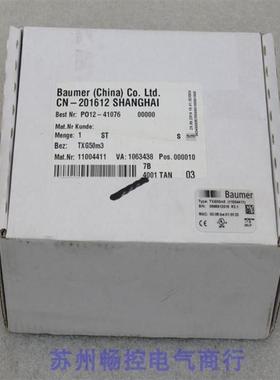 Baumer (China) Co. Ltd.
CN-201612 SHANGHAI
Best Nr: PO12-41076 00000
Mat.Nr Kunde:
Menge: 1 ST S
Bez: TXG50m3
Mat.Nr: 11004411 VA: 1063438 Pos. 000010
7B
4001 TAN 03
Baumer
苏州畅控电气商行